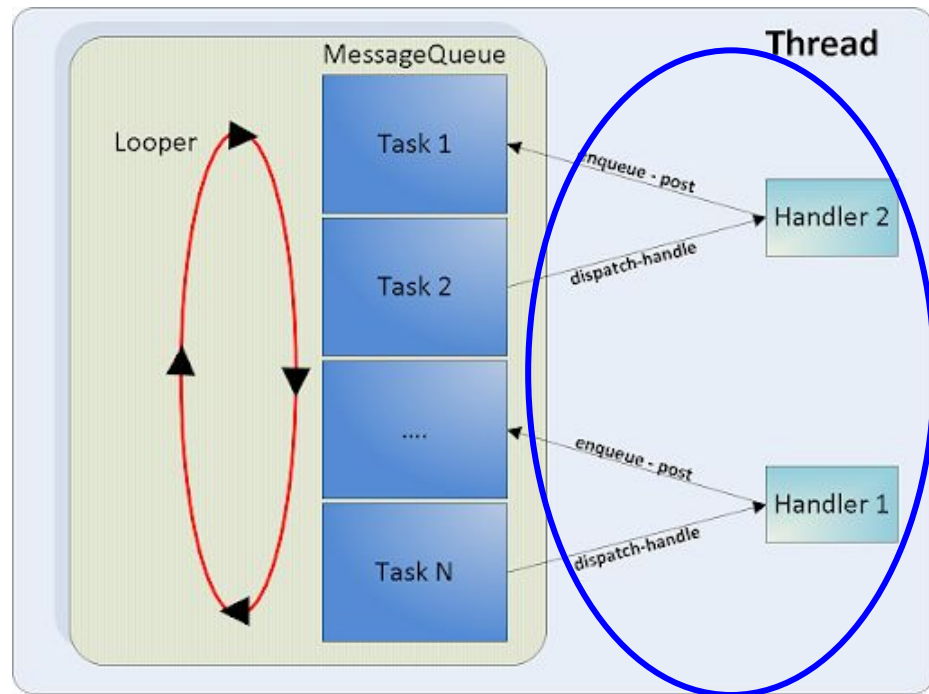 Thread
MessageQueue
Looper
Task 1
enqueue - post
Handler 2
dispatch-handle
Task 2
....
enqueue - post
Handler 1
dispatch-handle
Task N